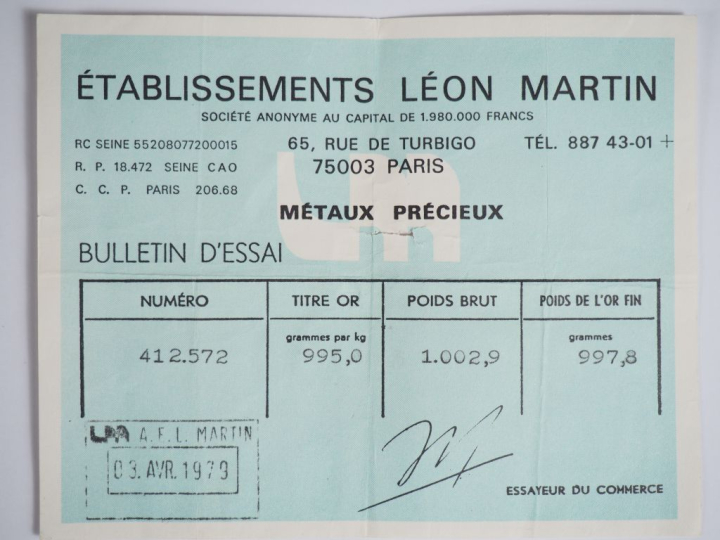 ÉTABLISSEMENTS LÉON MARTIN
SOCIÉTÉ ANONYME AU CAPITAL DE 1.980.000 FRANCS
RC SEINE 55208077200015
R. P. 18.472 SEINE CAO
C. C. P. PARIS 206.68
65, RUE DE TURBIGO
75003 PARIS
TÉL. 887 43-01 +
MÉTAUX PRÉCIEUX
BULLETIN D'ESSAI
NUMÉRO TITRE OR POIDS BRUT POIDS DE L'OR FIN
grammes par kg grammes
412.572 995,0 1.002,9 997,8
LM A.E.L. MARTIN
03. AVR. 1979
ESSAYEUR DU COMMERCE